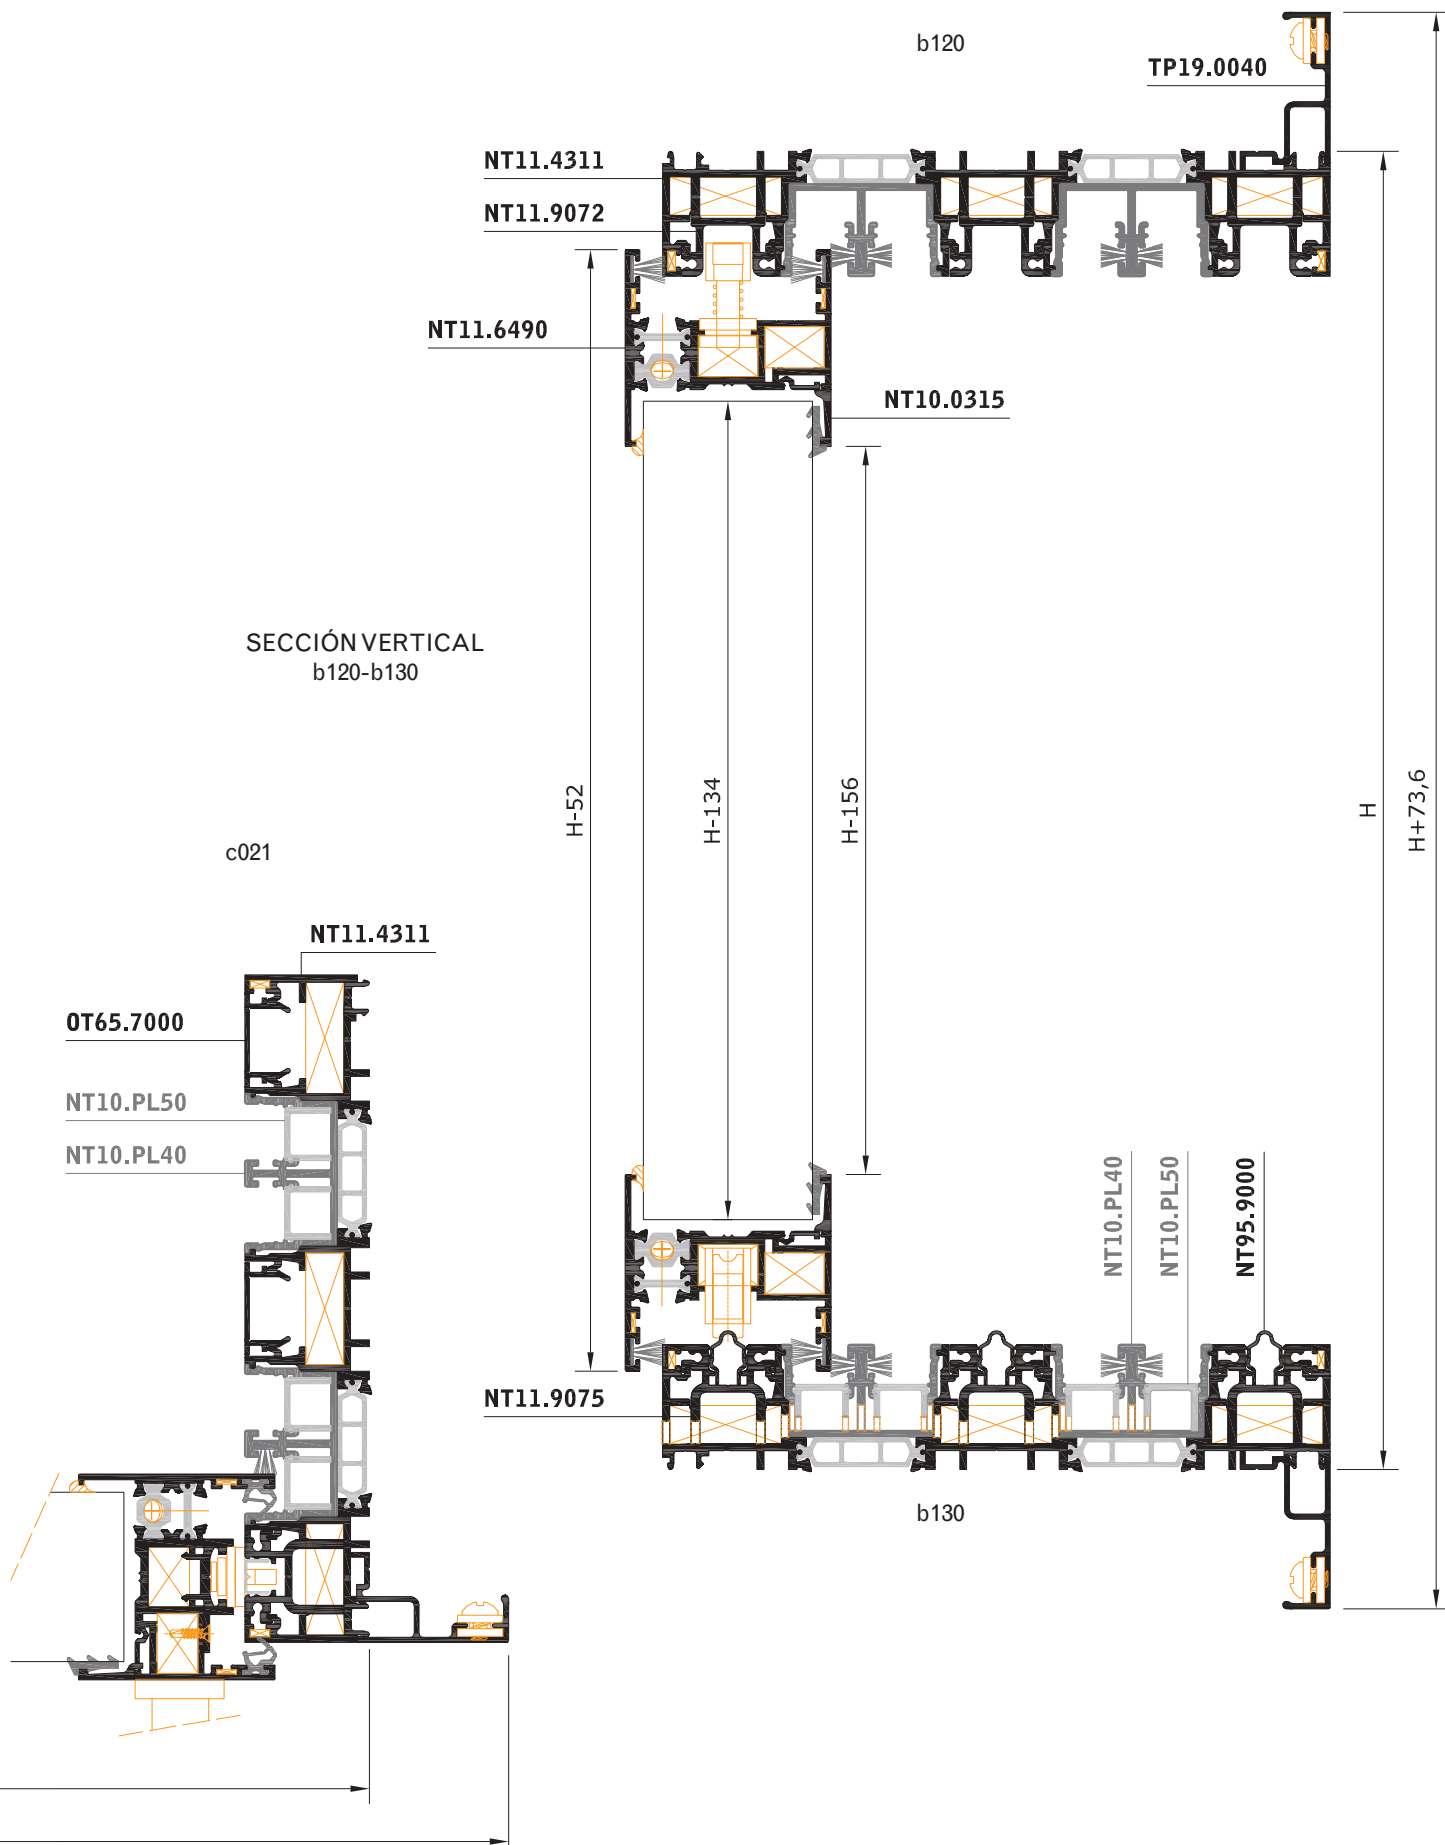 b120
TP19.0040
NT11.4311
NT11.9072
NT11.6490
NT10.0315
SECCIÓN VERTICAL
b120-b130
H-52
H-134
H-156
H
H+73,6
c021
NT11.4311
0T65.7000
NT10.PL50
NT10.PL40
NT10.PL40
NT10.PL50
NT95.9000
NT11.9075
b130